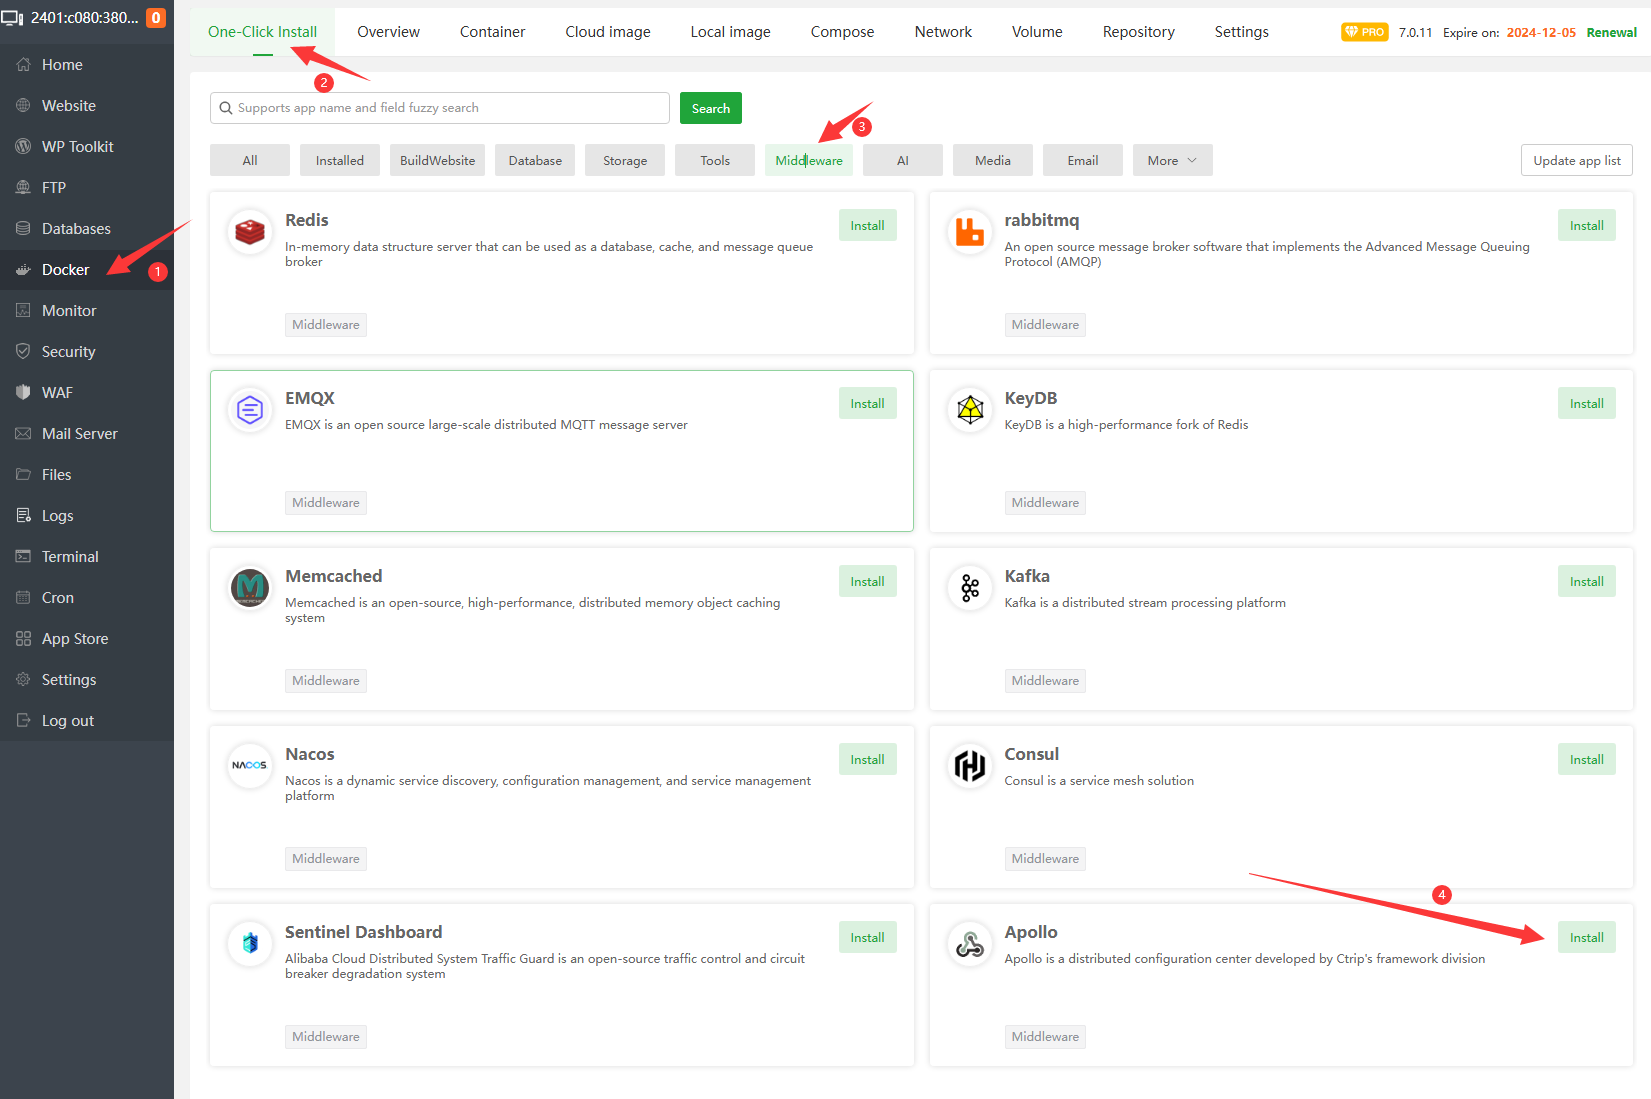 2401:c080:380... 0
Home
Website
WP Toolkit
FTP
Databases
Docker
1
Monitor
Security
WAF
Mail Server
Files
Logs
Terminal
Cron
App Store
Settings
Log out
One-Click Install Overview Container Cloud image Local image Compose Network Volume Repository Settings PRO 7.0.11 Expire on: 2024-12-05 Renewal
2
Supports app name and field fuzzy search Search
3
All Installed BuildWebsite Database Storage Tools Middleware AI Media Email More Update app list
Redis
Install
In-memory data structure server that can be used as a database, cache, and message queue
broker
Middleware
rabbitmq
Install
An open source message broker software that implements the Advanced Message Queuing
Protocol (AMQP)
Middleware
EMQX
Install
EMQX is an open source large-scale distributed MQTT message server
Middleware
KeyDB
Install
KeyDB is a high-performance fork of Redis
Middleware
Memcached
Install
Memcached is an open-source, high-performance, distributed memory object caching
system
Middleware
Kafka
Install
Kafka is a distributed stream processing platform
Middleware
NACOS
Nacos
Install
Nacos is a dynamic service discovery, configuration management, and service management
platform
Middleware
Consul
Install
Consul is a service mesh solution
Middleware
4
Sentinel Dashboard
Install
Alibaba Cloud Distributed System Traffic Guard is an open-source traffic control and circuit
breaker degradation system
Middleware
Apollo
Install
Apollo is a distributed configuration center developed by Ctrip's framework division
Middleware